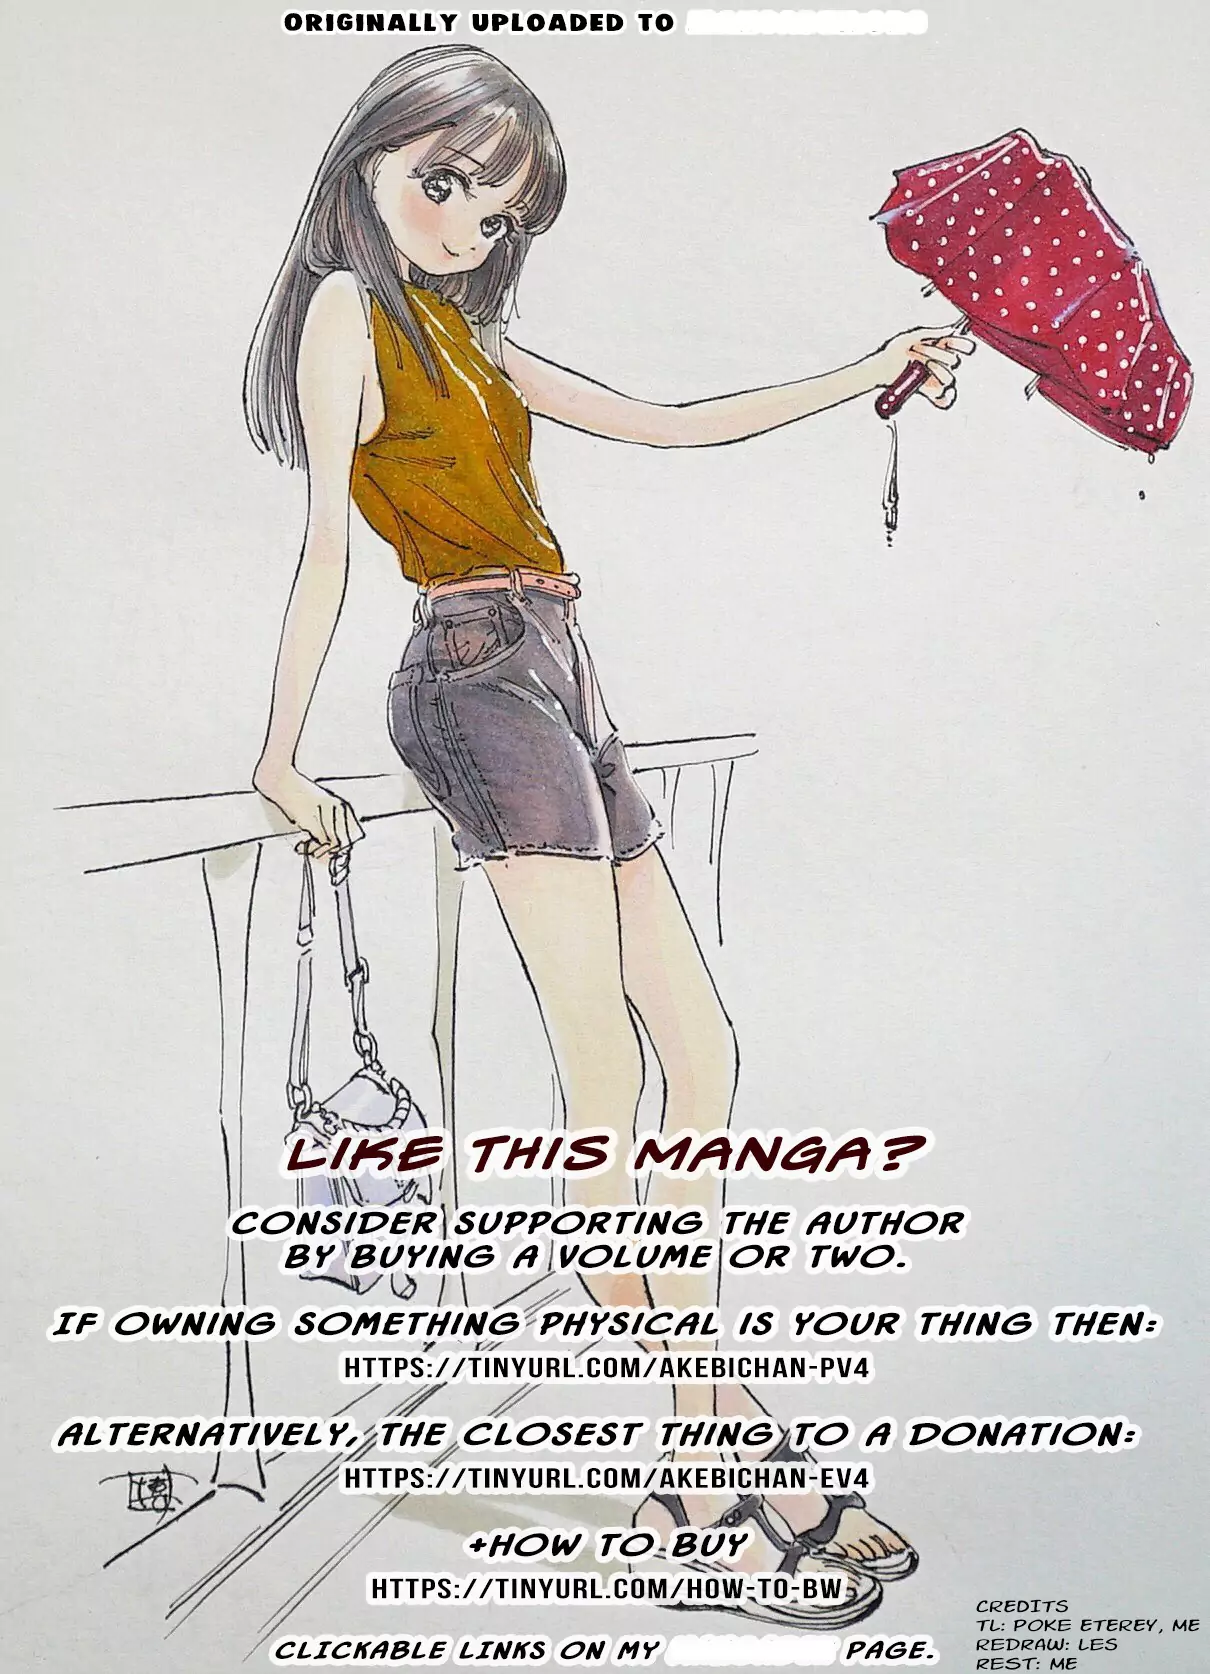 ORIGINALLY UPLOADED TO
LIKE THIS MANGA?
CONSIDER SUPPORTING THE AUTHOR
BY BUYING A VOLUME OR TWO.
IF OWNING SOMETHING PHYSICAL IS YOUR THING THEN:
HTTPS://TINYURL.COM/AKEBICHAN-PV4
ALTERNATIVELY, THE CLOSEST THING TO A DONATION:
HTTPS://TINYURL.COM/AKEBICHAN-EV4
+HOW TO BUY
HTTPS://TINYURL.COM/HOW-TO-BW
CLICKABLE LINKS ON MY PAGE.
CREDITS
TL: POKE ETEREY, ME
REDRAW: LES
REST: ME